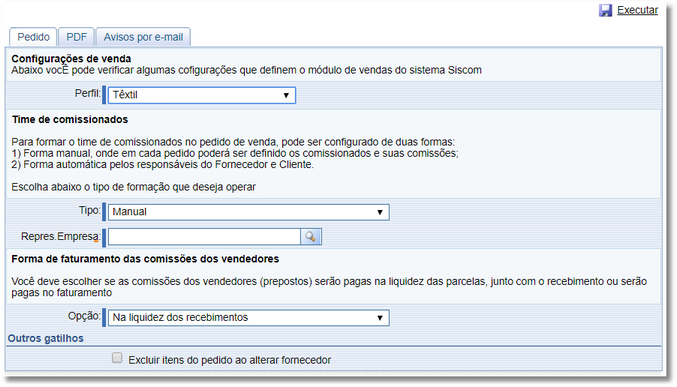 Executar
Pedido PDF Avisos por e-mail
Configurações de venda
Abaixo vocE pode verificar algumas cofigurações que definem o módulo de vendas do sistema Siscom
Perfil: Têxtil
Time de comissionados
Para formar o time de comissionados no pedido de venda, pode ser configurado de duas formas:
1) Forma manual, onde em cada pedido poderá ser definido os comissionados e suas comissões;
2) Forma automática pelos responsáveis do Fornecedor e Cliente.
Escolha abaixo o tipo de formação que deseja operar
Tipo: Manual
Repres.Empresa:
Forma de faturamento das comissões dos vendedores
Você deve escolher se as comissões dos vendedores (prepostos) serão pagas na liquidez das parcelas, junto com o recebimento ou serão
pagas no faturamento
Opção: Na liquidez dos recebimentos
Outros gatilhos
Excluir itens do pedido ao alterar fornecedor